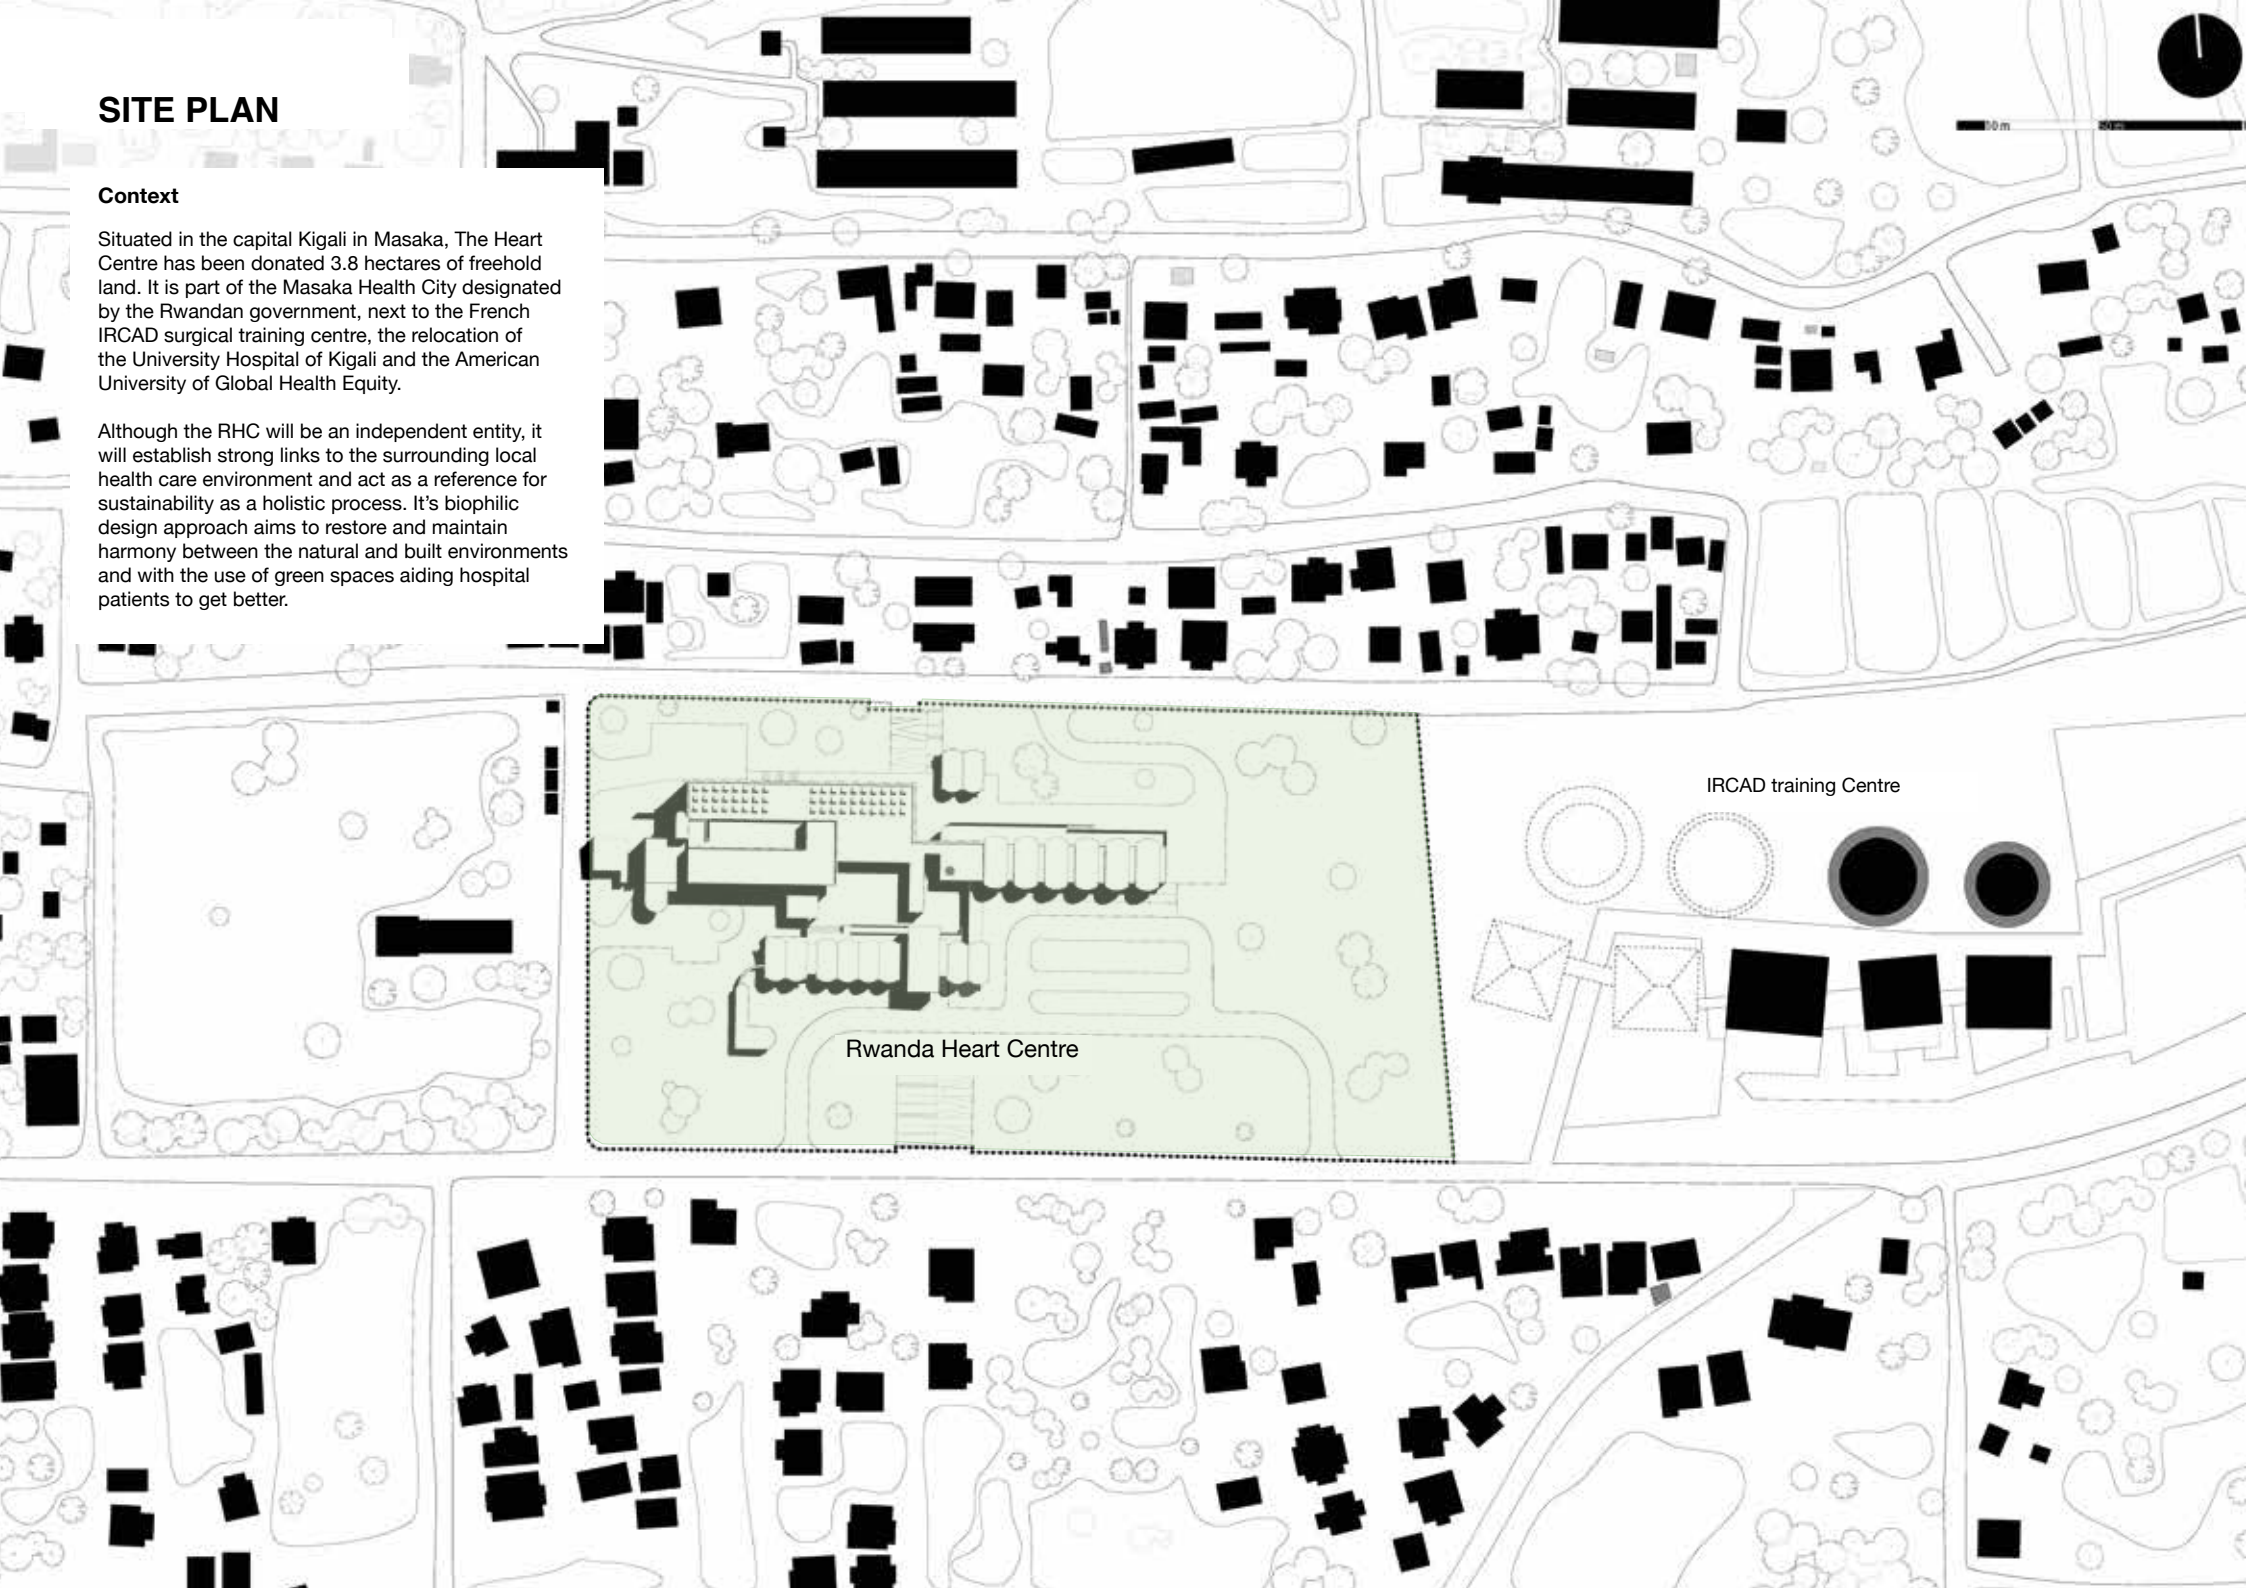 SITE PLAN
10 m
50 m
Context
Situated in the capital Kigali in Masaka, The Heart
Centre has been donated 3.8 hectares of freehold
land. It is part of the Masaka Health City designated
by the Rwandan government, next to the French
IRCAD surgical training centre, the relocation of
the University Hospital of Kigali and the American
University of Global Health Equity.
Although the RHC will be an independent entity, it
will establish strong links to the surrounding local
health care environment and act as a reference for
sustainability as a holistic process. It’s biophilic
design approach aims to restore and maintain
harmony between the natural and built environments
and with the use of green spaces aiding hospital
patients to get better.
IRCAD training Centre
Rwanda Heart Centre